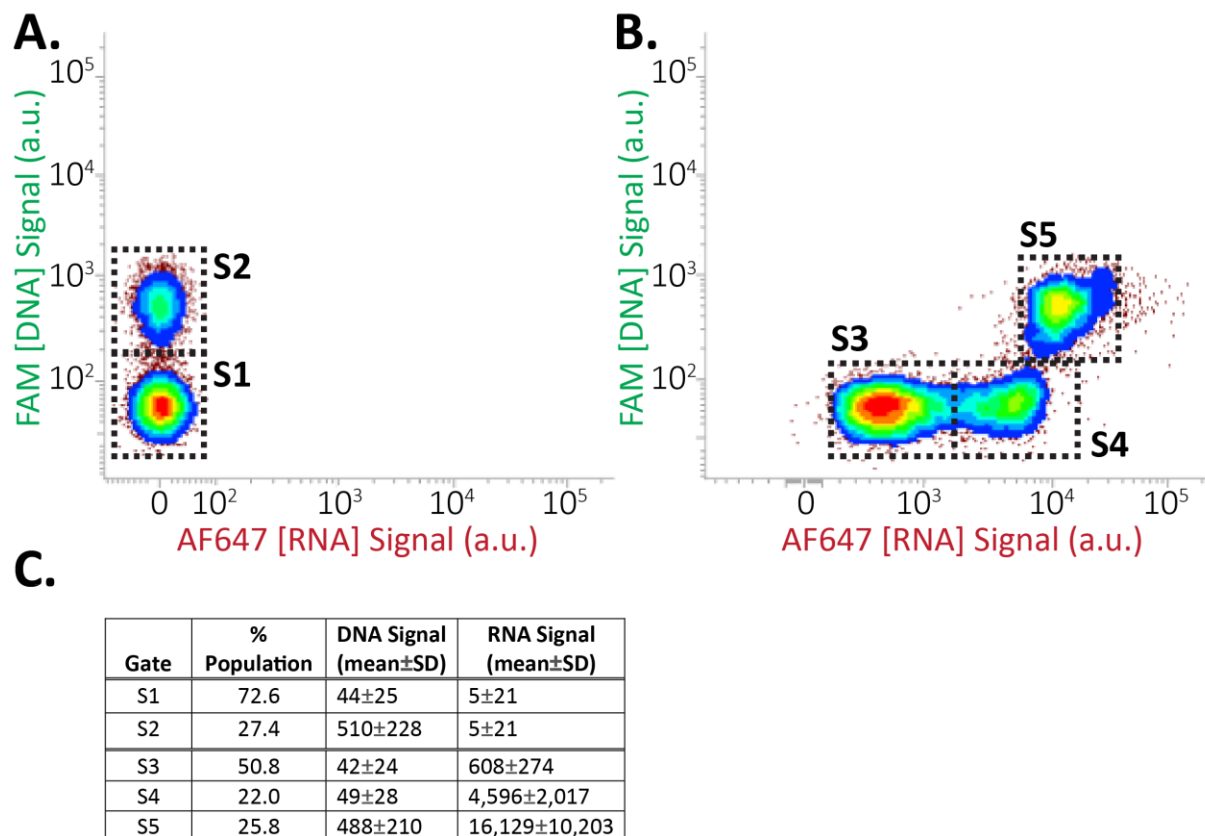 A.
FAM [DNA] Signal (a.u.)
10⁵
10⁴
10³
10²
S2
S1
0 10² 10³ 10⁴ 10⁵
AF647 [RNA] Signal (a.u.)
B.
FAM [DNA] Signal (a.u.)
10⁵
10⁴
10³
10²
S5
S3
S4
0 10³ 10⁴ 10⁵
AF647 [RNA] Signal (a.u.)
C.
Gate % Population DNA Signal (mean±SD) RNA Signal (mean±SD)
S1 72.6 44±25 5±21
S2 27.4 510±228 5±21
S3 50.8 42±24 608±274
S4 22.0 49±28 4,596±2,017
S5 25.8 488±210 16,129±10,203